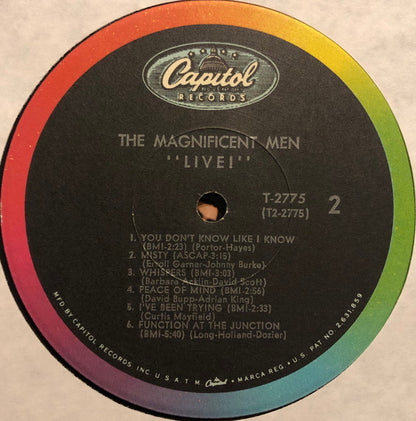 Capitol
RECORDS
THE MAGNIFICENT MEN
"LIVE!"
T-2775
(T2-2775)
2
1. YOU DON'T KNOW LIKE I KNOW
(BMI-2:23) (Porter-Hayes)
2. MISTY (ASCAP-3:15)
(Erroll Garner-Johnny Burke)
3. WHISPERS (BMI-3:03)
(Barbara Acklin-David Scott)
4. PEACE OF MIND (BMI-2:56)
(David Bupp-Adrian King)
5. I'VE BEEN TRYING (BMI-2:33)
(Curtis Mayfield)
6. FUNCTION AT THE JUNCTION
(BMI-5:40) (Long-Holland-Dozier)
MFD BY CAPITOL RECORDS INC U S A T M Capitol MARCA REG. • U.S. PAT NO. 2,631,859